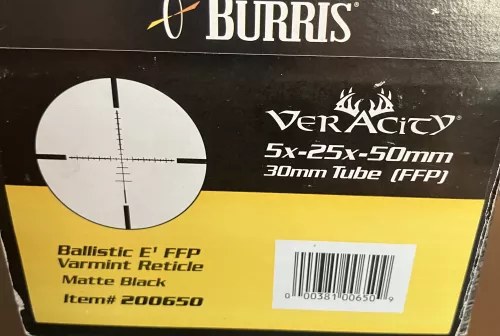 BURRIS®
VERACITY®
5x-25x-50mm
30mm Tube (FFP)
Ballistic E¹ FFP
Varmint Reticle
Matte Black
Item# 200650
0 00381 00650 9